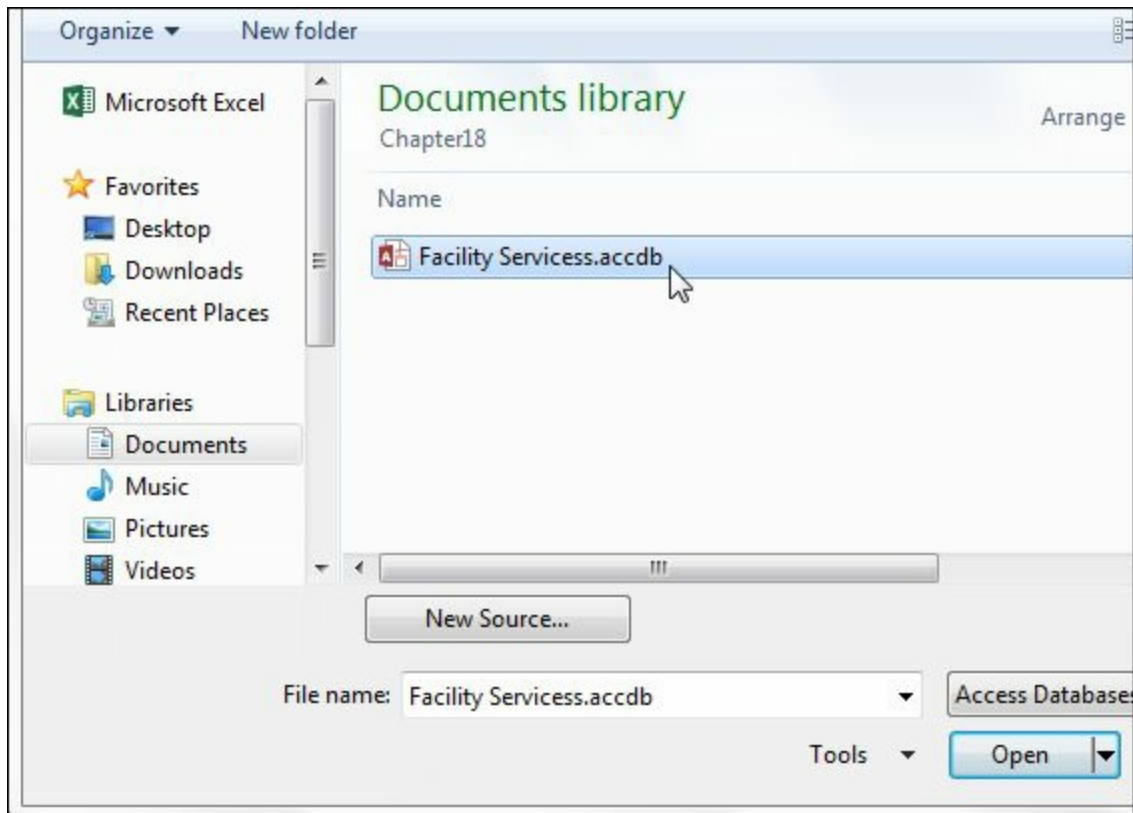 Organize New folder
Microsoft Excel
Favorites
Desktop
Downloads
Recent Places
Libraries
Documents
Music
Pictures
Videos
Documents library
Chapter18
Arrange
Name
Facility Servicess.accdb
New Source...
File name: Facility Servicess.accdb
Access Databases
Tools
Open